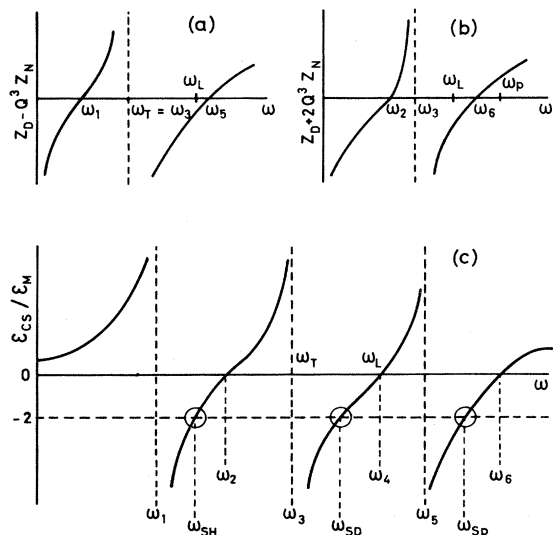 (a)
Z_D-Q^3 Z_N
ω_1
ω_T = ω_3
ω_L
ω_5
ω
(b)
Z_D+2Q^3 Z_N
ω_2
ω_3
ω_L
ω_6
ω_p
ω
(c)
ε_CS / ε_M
0
-2
ω_T
ω_L
ω
ω_2
ω_4
ω_6
ω_1
ω_SH
ω_3
ω_SD
ω_5
ω_Sp